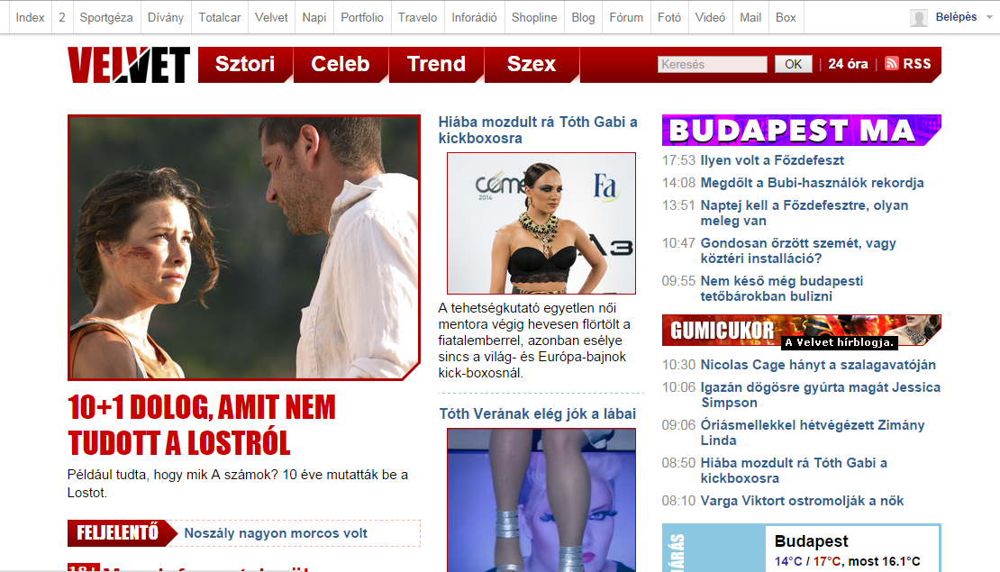 Index 2 Sportgéza Dívány Totalcar Velvet Napi Portfolio Travelo Inforádió Shopline Blog Fórum Fotó Videó Mail Box Belépés
VELVET Sztori Celeb Trend Szex Keresés OK | 24 óra | RSS
10+1 DOLOG, AMIT NEM
TUDOTT A LOSTRÓL
Például tudta, hogy mik A számok? 10 éve mutatták be a
Lostot.
FELJELENTŐ Noszály nagyon morcos volt
Hiába mozdult rá Tóth Gabi a
kickboxosra
2014
Fa
A3
A tehetségkutató egyetlen női
mentora végig hevesen flörtölt a
fiatalemberrel, azonban esélye
sincs a világ- és Európa-bajnok
kick-boxosnál.
Tóth Verának elég jók a lábai
BUDAPEST MA
17:53 Ilyen volt a Főzdefeszt
14:08 Megdőlt a Bubi-használók rekordja
13:51 Naptej kell a Főzdefesztre, olyan
meleg van
10:47 Gondosan őrzött szemét, vagy
köztéri installáció?
09:55 Nem késő még budapesti
tetőbárokban bulizni
GUMICUKOR
A Velvet hírblogja.
10:30 Nicolas Cage hányt a szalagavatóján
10:06 Igazán dögösre gyúrta magát Jessica
Simpson
09:06 Óriásmellekkel hétvégézett Zimány
Linda
08:50 Hiába mozdult rá Tóth Gabi a
kickboxosra
08:10 Varga Viktort ostromolják a nők
Budapest
14°C / 17°C, most 16.1°C